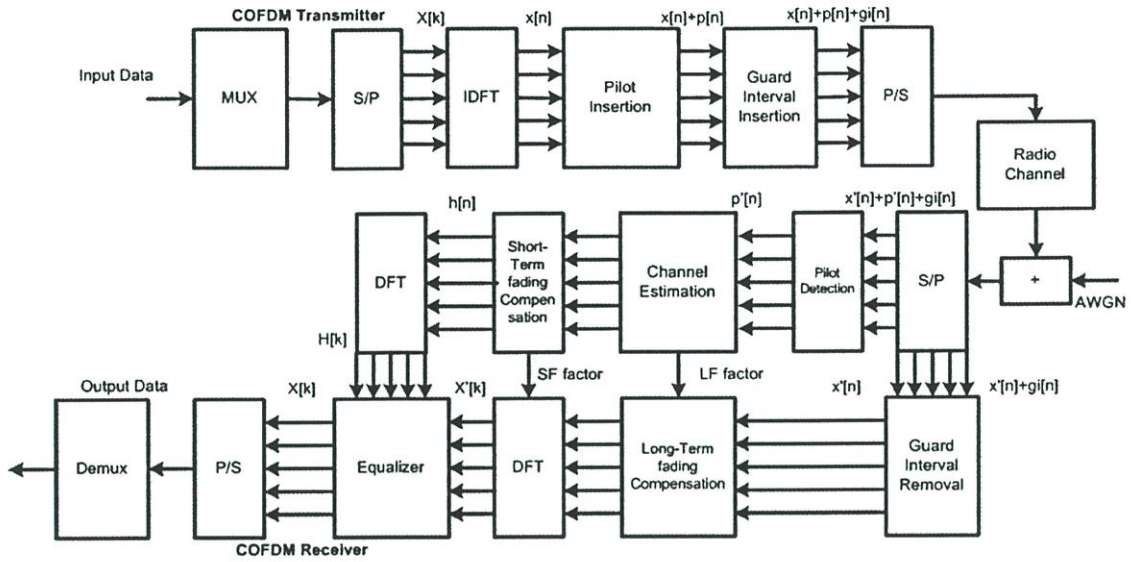 COFDM Transmitter
X[k]
x[n]
x[n]+p[n]
x[n]+p[n]+gi[n]
Input Data
MUX
S/P
IDFT
Pilot
Insertion
Guard
Interval
Insertion
P/S
Radio
Channel
h[n]
p'[n]
x'[n]+p'[n]+gi[n]
DFT
Short-
Term
fading
Compen
sation
Channel
Estimation
Pilot
Detection
S/P
+
AWGN
H[k]
SF factor
LF factor
Output Data
X[k]
X'[k]
x'[n]
x'[n]+gi[n]
Demux
P/S
Equalizer
DFT
Long-Term
fading
Compensation
Guard
Interval
Removal
COFDM Receiver